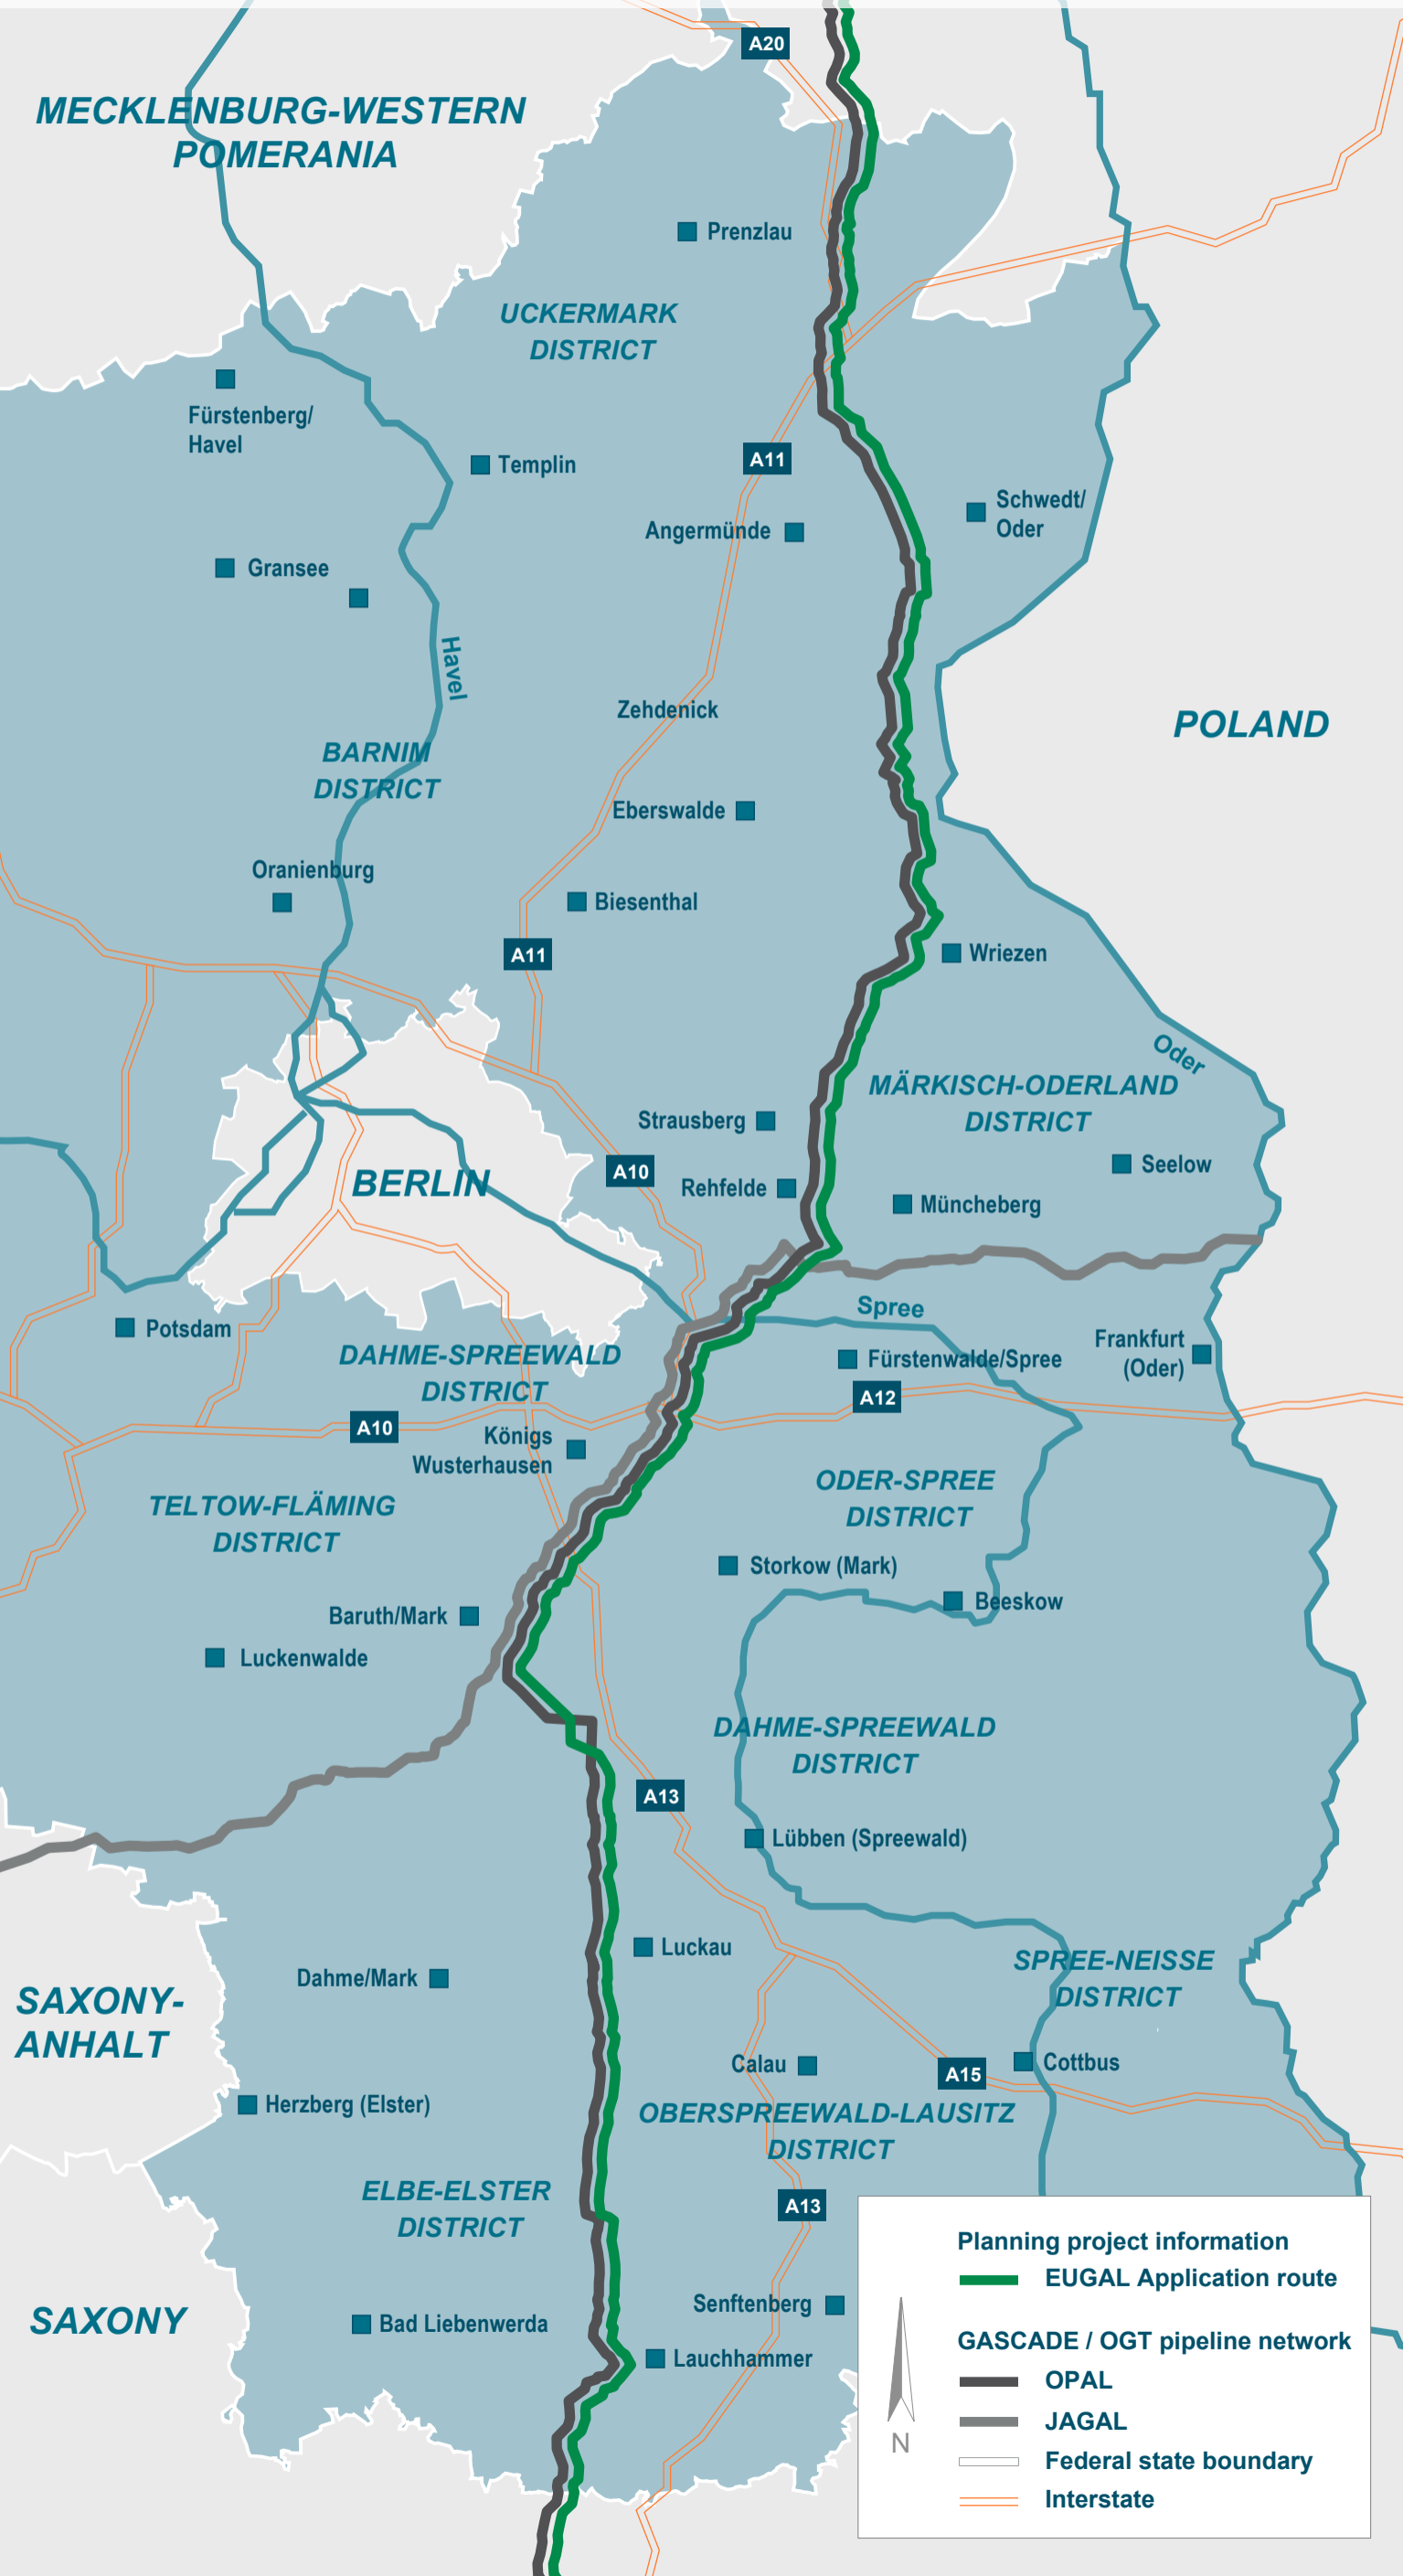 A20
MECKLENBURG-WESTERN
POMERANIA
Prenzlau
UCKERMARK
DISTRICT
Fürstenberg/
Havel
Templin
A11
Schwedt/
Oder
Angermünde
Gransee
Havel
Zehdenick
POLAND
BARNIM
DISTRICT
Eberswalde
Oranienburg
Biesenthal
A11
Wriezen
Oder
MÄRKISCH-ODERLAND
DISTRICT
Strausberg
Seelow
A10
BERLIN
Rehfelde
Müncheberg
Spree
Potsdam
Frankfurt
(Oder)
DAHME-SPREEWALD
DISTRICT
Fürstenwalde/Spree
A12
A10
Königs
Wusterhausen
ODER-SPREE
DISTRICT
TELTOW-FLÄMING
DISTRICT
Storkow (Mark)
Beeskow
Baruth/Mark
Luckenwalde
DAHME-SPREEWALD
DISTRICT
A13
Lübben (Spreewald)
Luckau
SPREE-NEISSE
DISTRICT
Dahme/Mark
SAXONY-
ANHALT
Calau
Cottbus
A15
Herzberg (Elster)
OBERSPREEWALD-LAUSITZ
DISTRICT
ELBE-ELSTER
DISTRICT
A13
Senftenberg
SAXONY
Bad Liebenwerda
Lauchhammer
Planning project information
EUGAL Application route
GASCADE / OGT pipeline network
OPAL
JAGAL
N
Federal state boundary
Interstate